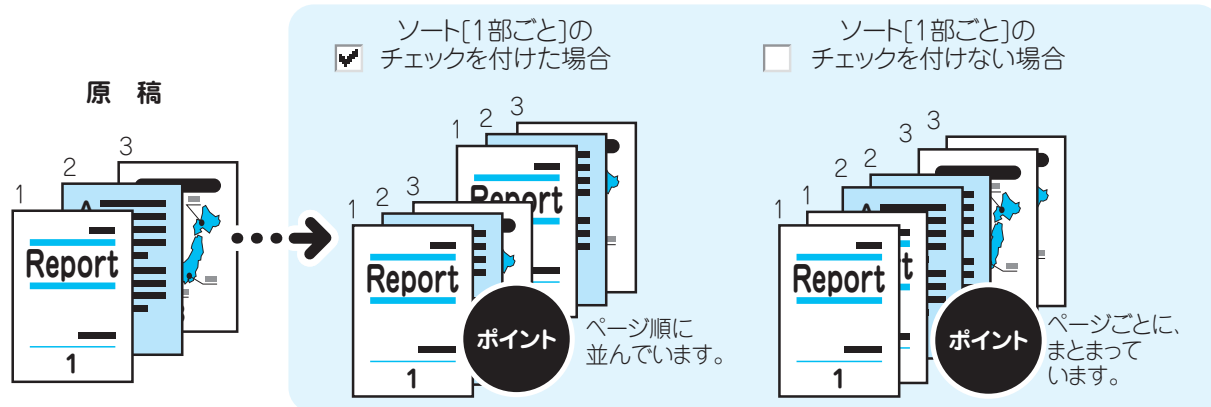 原 稿
1
2
3
Report
1
ソート[1部ごと]の
チェックを付けた場合
1
2
3
1
2
3
Report
Report
1
ポイント
ページ順に
並んでいます。
ソート[1部ごと]の
チェックを付けない場合
1
1
2
2
3
3
Report
t
1
ポイント
ページごとに、
まとまって
います。